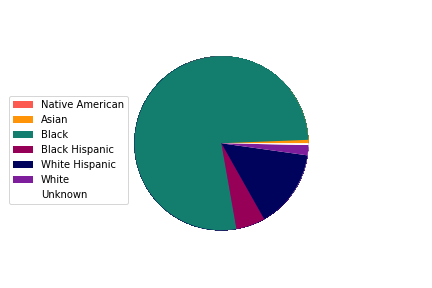 Native American
Asian
Black
Black Hispanic
White Hispanic
White
Unknown